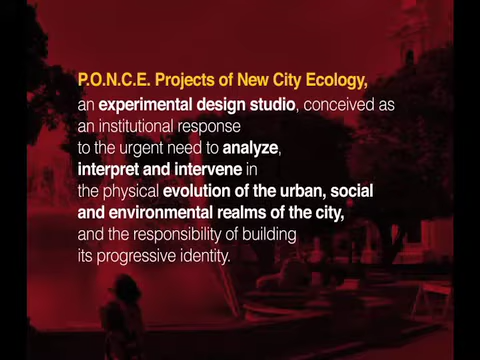 P.O.N.C.E. Projects of New City Ecology,
an experimental design studio, conceived as
an institutional response
to the urgent need to analyze,
interpret and intervene in
the physical evolution of the urban, social
and environmental realms of the city,
and the responsibility of building
its progressive identity.